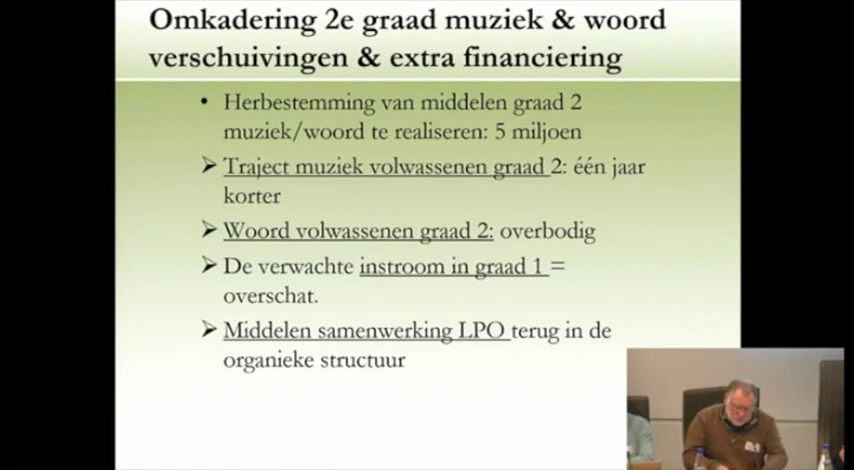 Omkadering 2e graad muziek & woord
verschuivingen & extra financiering
• Herbestemming van middelen graad 2
muziek/woord te realiseren: 5 miljoen
➢ Traject muziek volwassenen graad 2: één jaar
korter
➢ Woord volwassenen graad 2: overbodig
➢ De verwachte instroom in graad 1 =
overschat.
➢ Middelen samenwerking LPO terug in de
organieke structuur